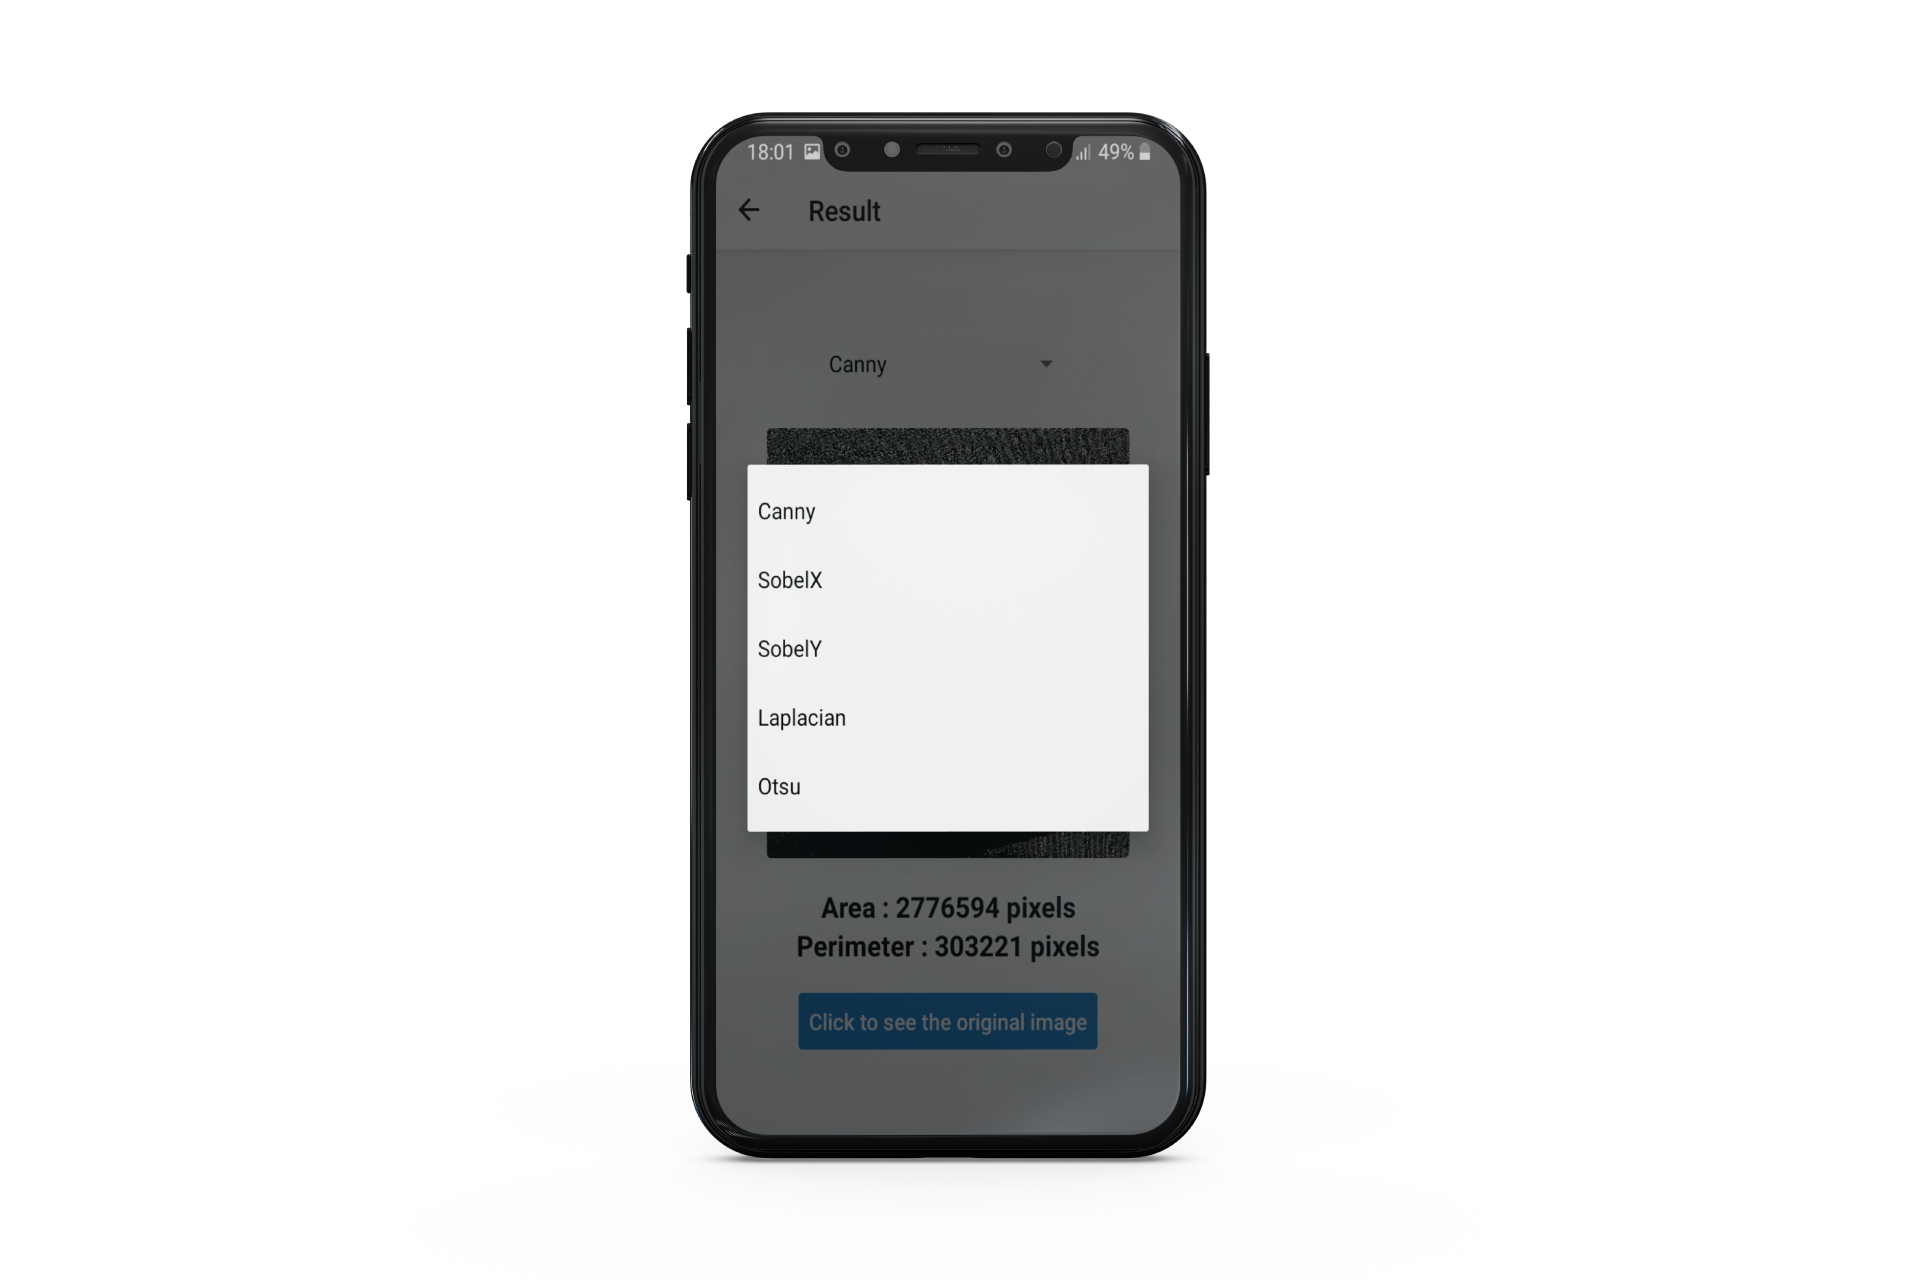 18:01 49%
Result
Canny
Canny
SobelX
SobelY
Laplacian
Otsu
Area : 2776594 pixels
Perimeter : 303221 pixels
Click to see the original image